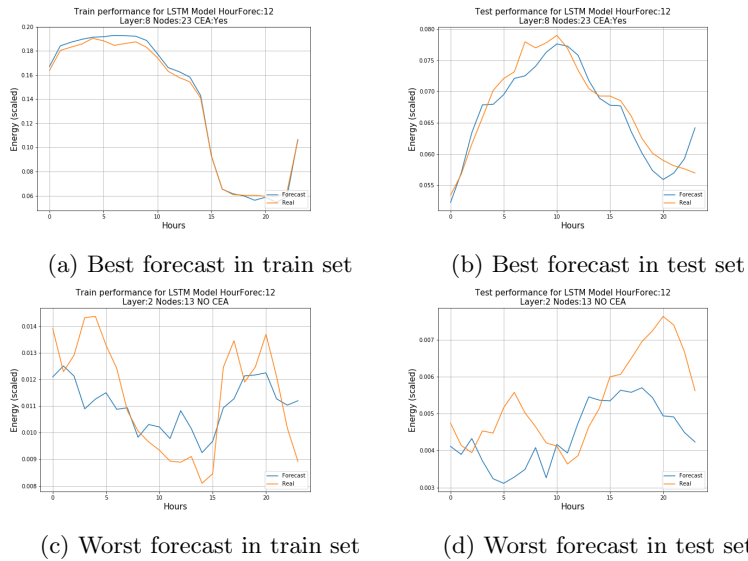 Train performance for LSTM Model HourForec:12
Layer:8 Nodes:23 CEA:Yes
0.20
0.18
0.16
0.14
0.12
0.10
0.08
0.06
Energy (scaled)
0
5
10
15
20
Hours
Forecast
Real
(a) Best forecast in train set
Test performance for LSTM Model HourForec:12
Layer:8 Nodes:23 CEA:Yes
0.080
0.075
0.070
0.065
0.060
0.055
Energy (scaled)
0
5
10
15
20
Hours
Forecast
Real
(b) Best forecast in test set
Train performance for LSTM Model HourForec:12
Layer:2 Nodes:13 NO CEA
0.014
0.013
0.012
0.011
0.010
0.009
0.008
Energy (scaled)
0
5
10
15
20
Hours
Forecast
Real
(c) Worst forecast in train set
Test performance for LSTM Model HourForec:12
Layer:2 Nodes:13 NO CEA
0.007
0.006
0.005
0.004
0.003
Energy (scaled)
0
5
10
15
20
Hours
Forecast
Real
(d) Worst forecast in test set